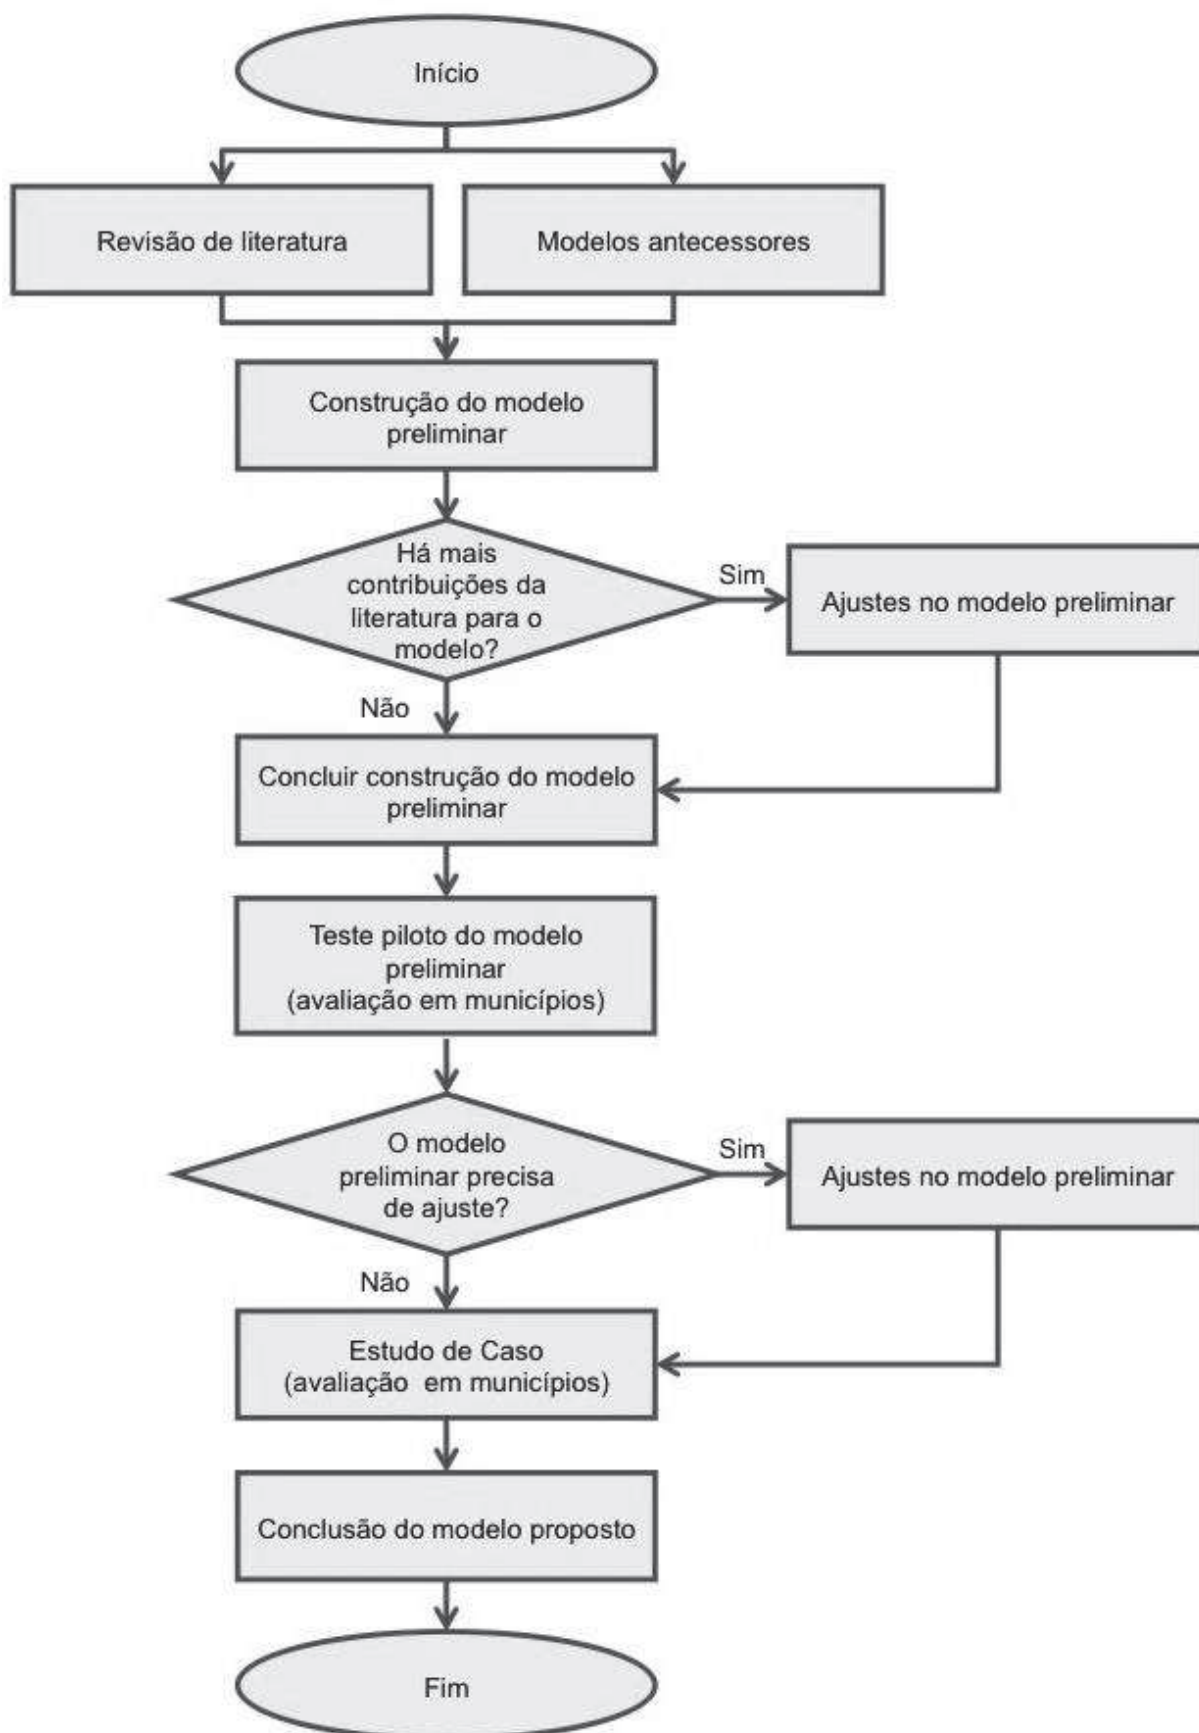 Início
Revisão de literatura
Modelos antecessores
Construção do modelo
preliminar
Há mais
contribuições da
literatura para o
modelo?
Sim
Ajustes no modelo preliminar
Não
Concluir construção do modelo
preliminar
Teste piloto do modelo
preliminar
(avaliação em municípios)
O modelo
preliminar precisa
de ajuste?
Sim
Ajustes no modelo preliminar
Não
Estudo de Caso
(avaliação em municípios)
Conclusão do modelo proposto
Fim